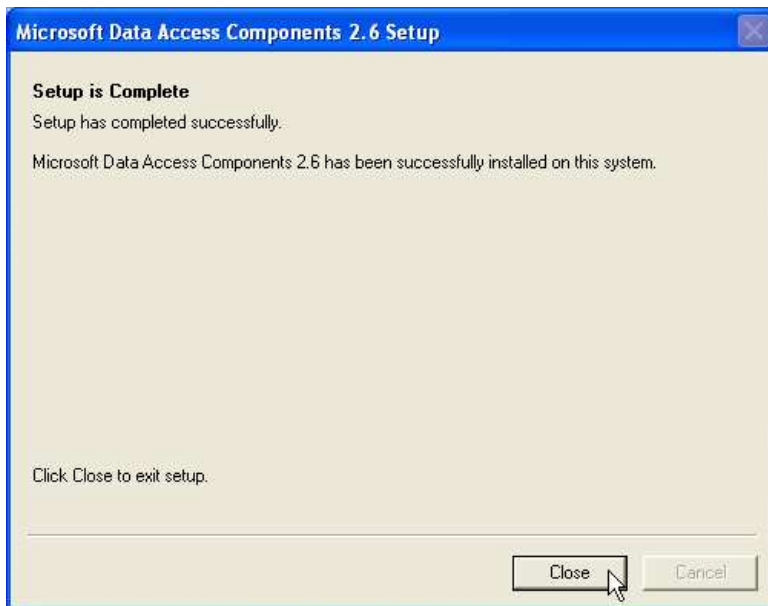 Microsoft Data Access Components 2.6 Setup
Setup is Complete
Setup has completed successfully.
Microsoft Data Access Components 2.6 has been successfully installed on this system.
Click Close to exit setup.
Close
Cancel